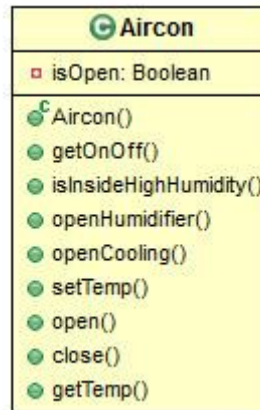 C Aircon
isOpen: Boolean
C Aircon()
getOnOff()
isInsideHighHumidity()
openHumidifier()
openCooling()
setTemp()
open()
close()
getTemp()